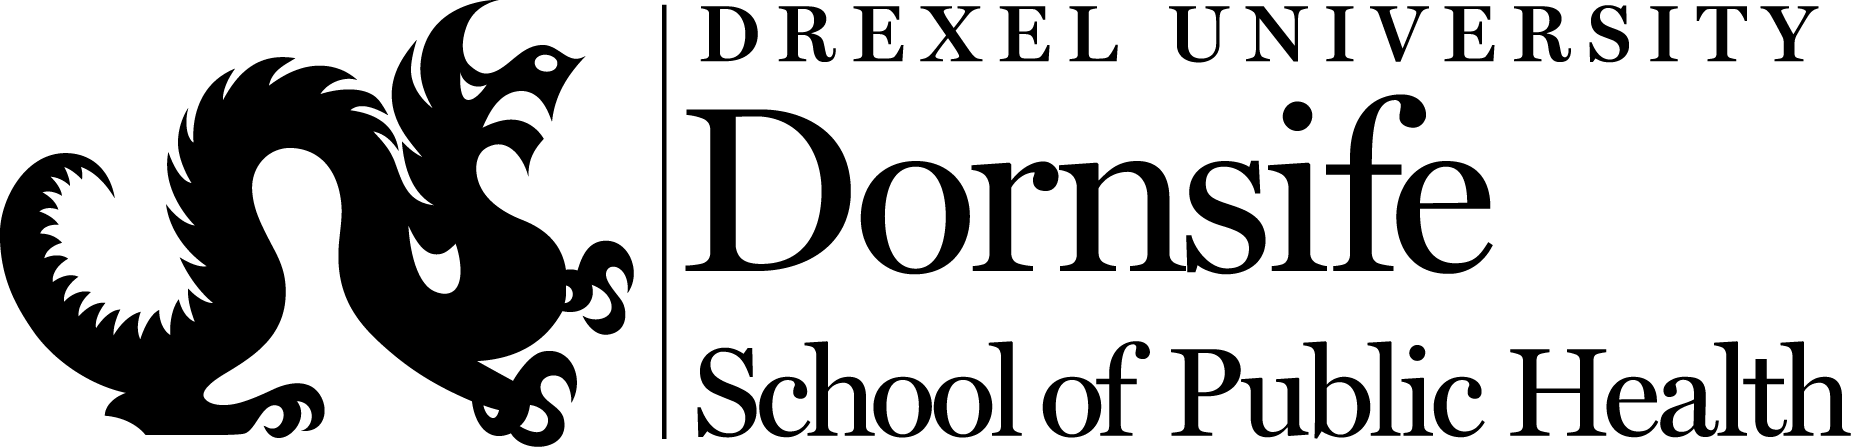 DREXEL UNIVERSITY
Dornsife
School of Public Health